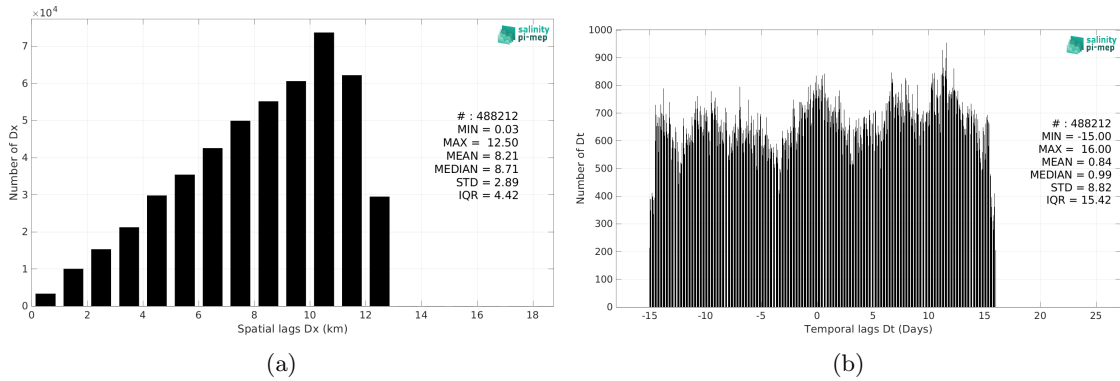 ×10⁴
salinity
pi-mep
7
6
5
4
3
2
1
0
Number of Dx
# : 488212
MIN = 0.03
MAX = 12.50
MEAN = 8.21
MEDIAN = 8.71
STD = 2.89
IQR = 4.42
0 2 4 6 8 10 12 14 16 18
Spatial lags Dx (km)
(a)
1000
900
800
700
600
500
400
300
200
100
0
Number of Dt
salinity
pi-mep
# : 488212
MIN = -15.00
MAX = 16.00
MEAN = 0.84
MEDIAN = 0.99
STD = 8.82
IQR = 15.42
-15 -10 -5 0 5 10 15 20 25
Temporal lags Dt (Days)
(b)